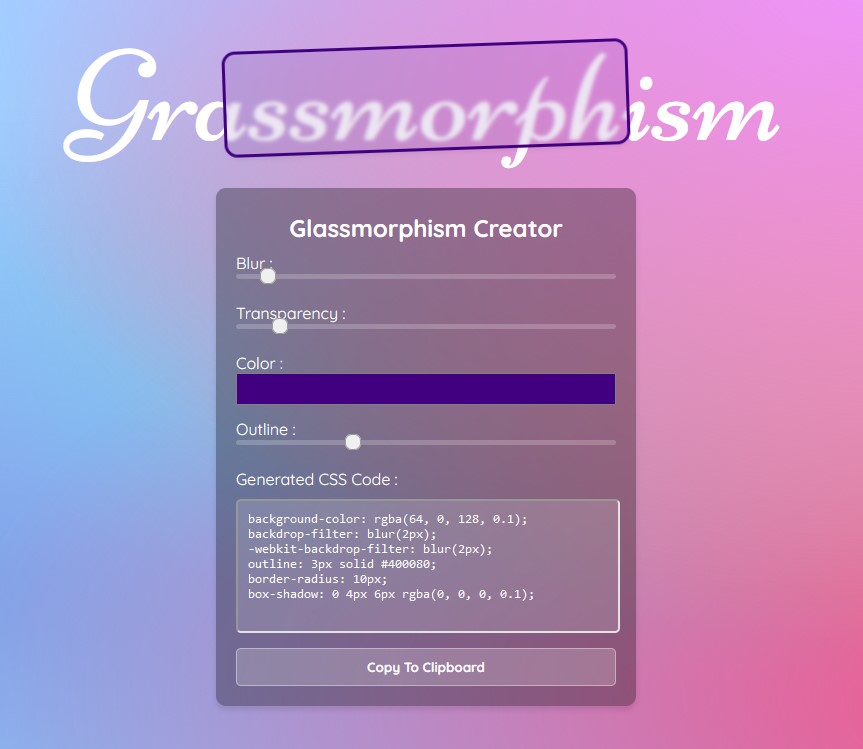 Grassmorphism
Glassmorphism Creator
Blur :
Transparency :
Color :
Outline :
Generated CSS Code :
background-color: rgba(64, 0, 128, 0.1);
backdrop-filter: blur(2px);
-webkit-backdrop-filter: blur(2px);
outline: 3px solid #400080;
border-radius: 10px;
box-shadow: 0 4px 6px rgba(0, 0, 0, 0.1);
Copy To Clipboard